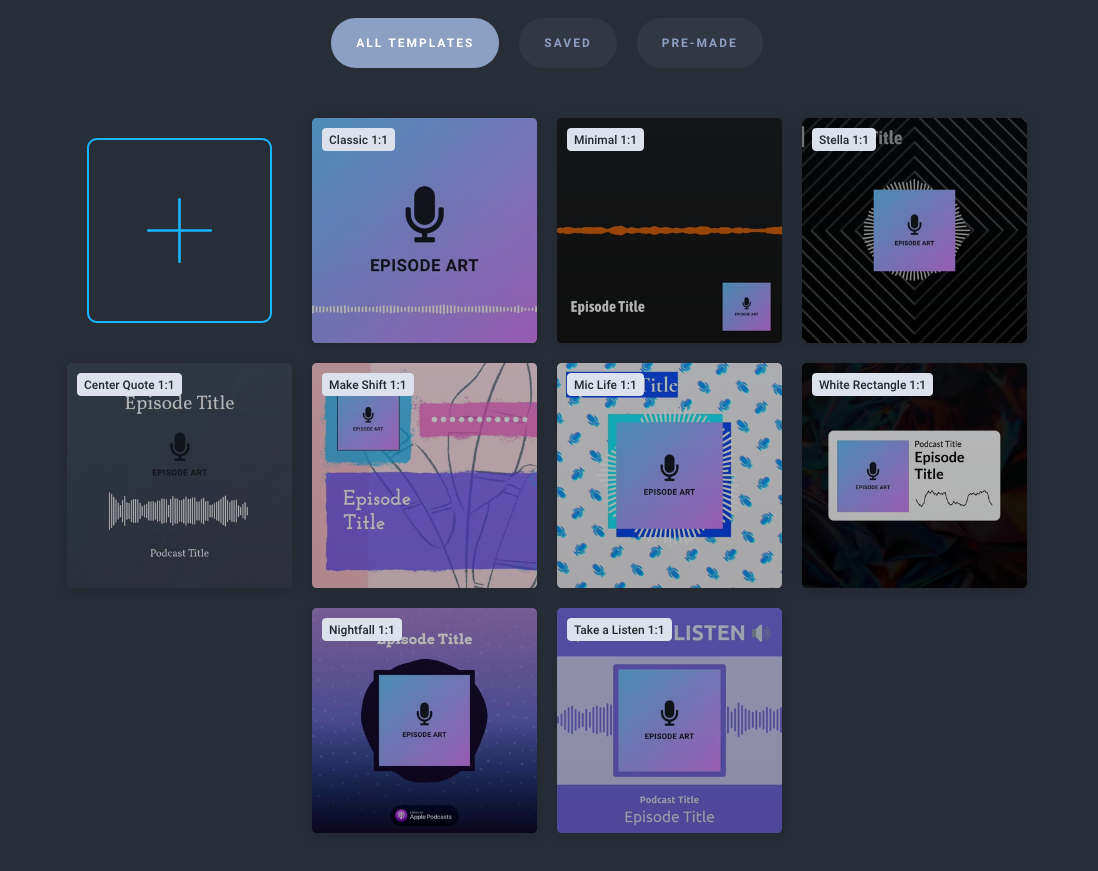 ALL TEMPLATES
SAVED
PRE-MADE
Classic 1:1
EPISODE ART
Minimal 1:1
Episode Title
Stella 1:1
itle
EPISODE ART
Center Quote 1:1
Episode Title
EPISODE ART
Podcast Title
Make Shift 1:1
EPISODE ART
Episode
Title
Mic Life 1:1
Title
EPISODE ART
White Rectangle 1:1
EPISODE ART
Podcast Title
Episode
Title
Nightfall 1:1
Episode Title
EPISODE ART
Listen on
Apple Podcasts
Take a Listen 1:1
LISTEN
EPISODE ART
Podcast Title
Episode Title